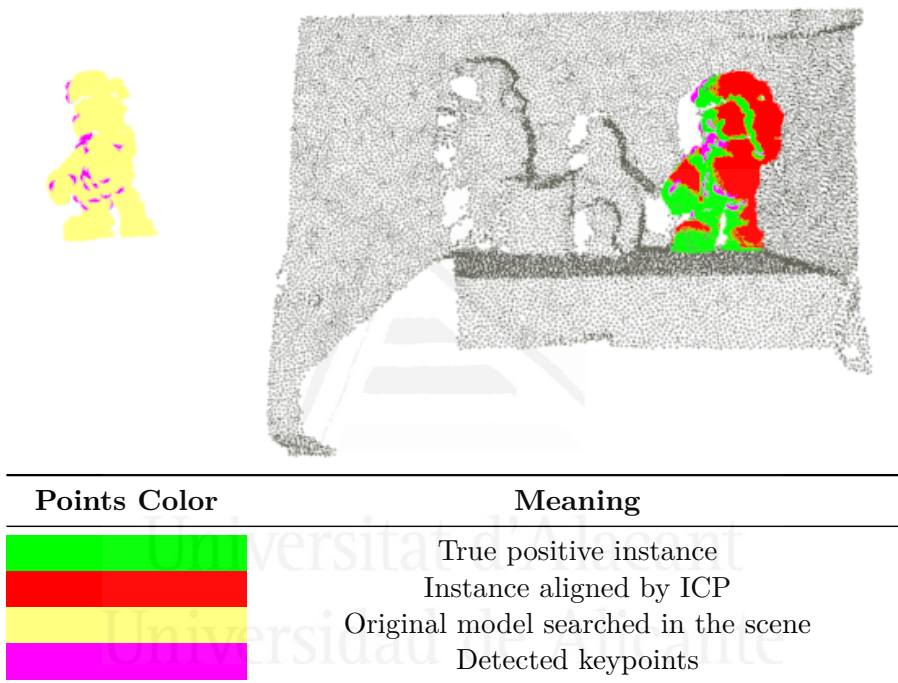 Points Color Meaning
True positive instance
Instance aligned by ICP
Original model searched in the scene
Detected keypoints
Universitat d'Alacant
Universidad de Alicante